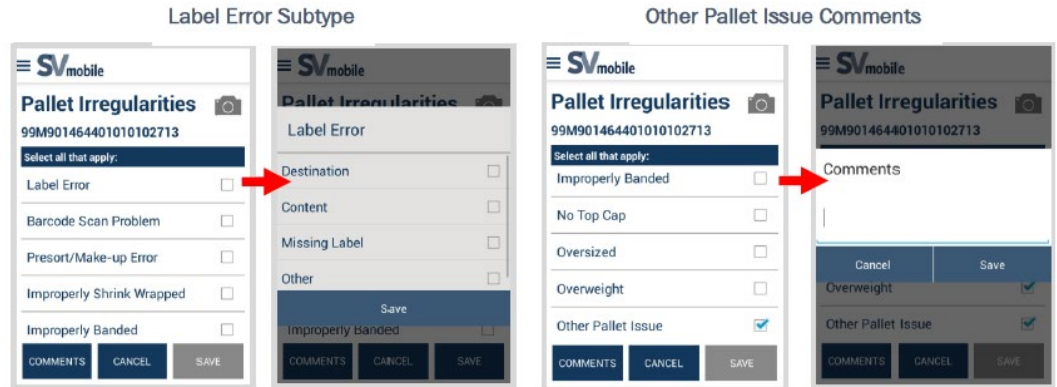 Label Error Subtype
Other Pallet Issue Comments
≡ SVmobile
Pallet Irregularities
99M901464401010102713
Select all that apply:
Label Error
Barcode Scan Problem
Presort/Make-up Error
Improperly Shrink Wrapped
Improperly Banded
COMMENTS CANCEL SAVE
≡ SVmobile
Pallet Irregularities
Label Error
Destination
Content
Missing Label
Other
Save
Improperly Banded
COMMENTS CANCEL SAVE
≡ SVmobile
Pallet Irregularities
99M901464401010102713
Select all that apply:
Improperly Banded
No Top Cap
Oversized
Overweight
Other Pallet Issue
COMMENTS CANCEL SAVE
≡ SVmobile
Pallet Irregularities
99M901464401010102713
Comments
Cancel Save
Overweight
Other Pallet Issue
COMMENTS CANCEL SAVE